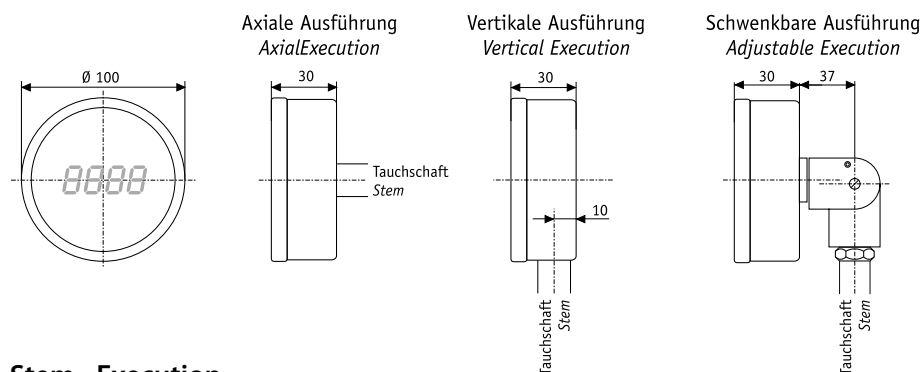 Axiale Ausführung
AxialExecution
Vertikale Ausführung
Vertical Execution
Schwenkbare Ausführung
Adjustable Execution
Ø 100
30
30
30
37
8888
Tauchschaft
Stem
10
Tauchschaft
Stem
Tauchschaft
Stem
Stem - Execution